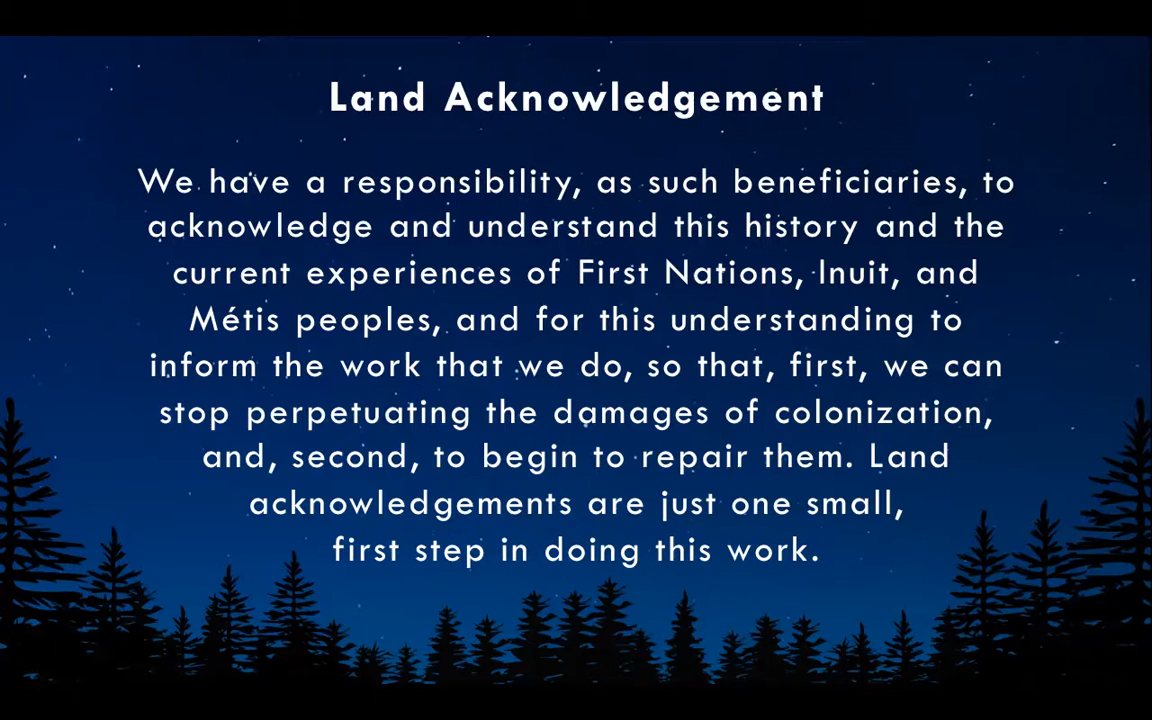 Land Acknowledgement
We have a responsibility, as such beneficiaries, to
acknowledge and understand this history and the
current experiences of First Nations, Inuit, and
Métis peoples, and for this understanding to
inform the work that we do, so that, first, we can
stop perpetuating the damages of colonization,
and, second, to begin to repair them. Land
acknowledgements are just one small,
first step in doing this work.